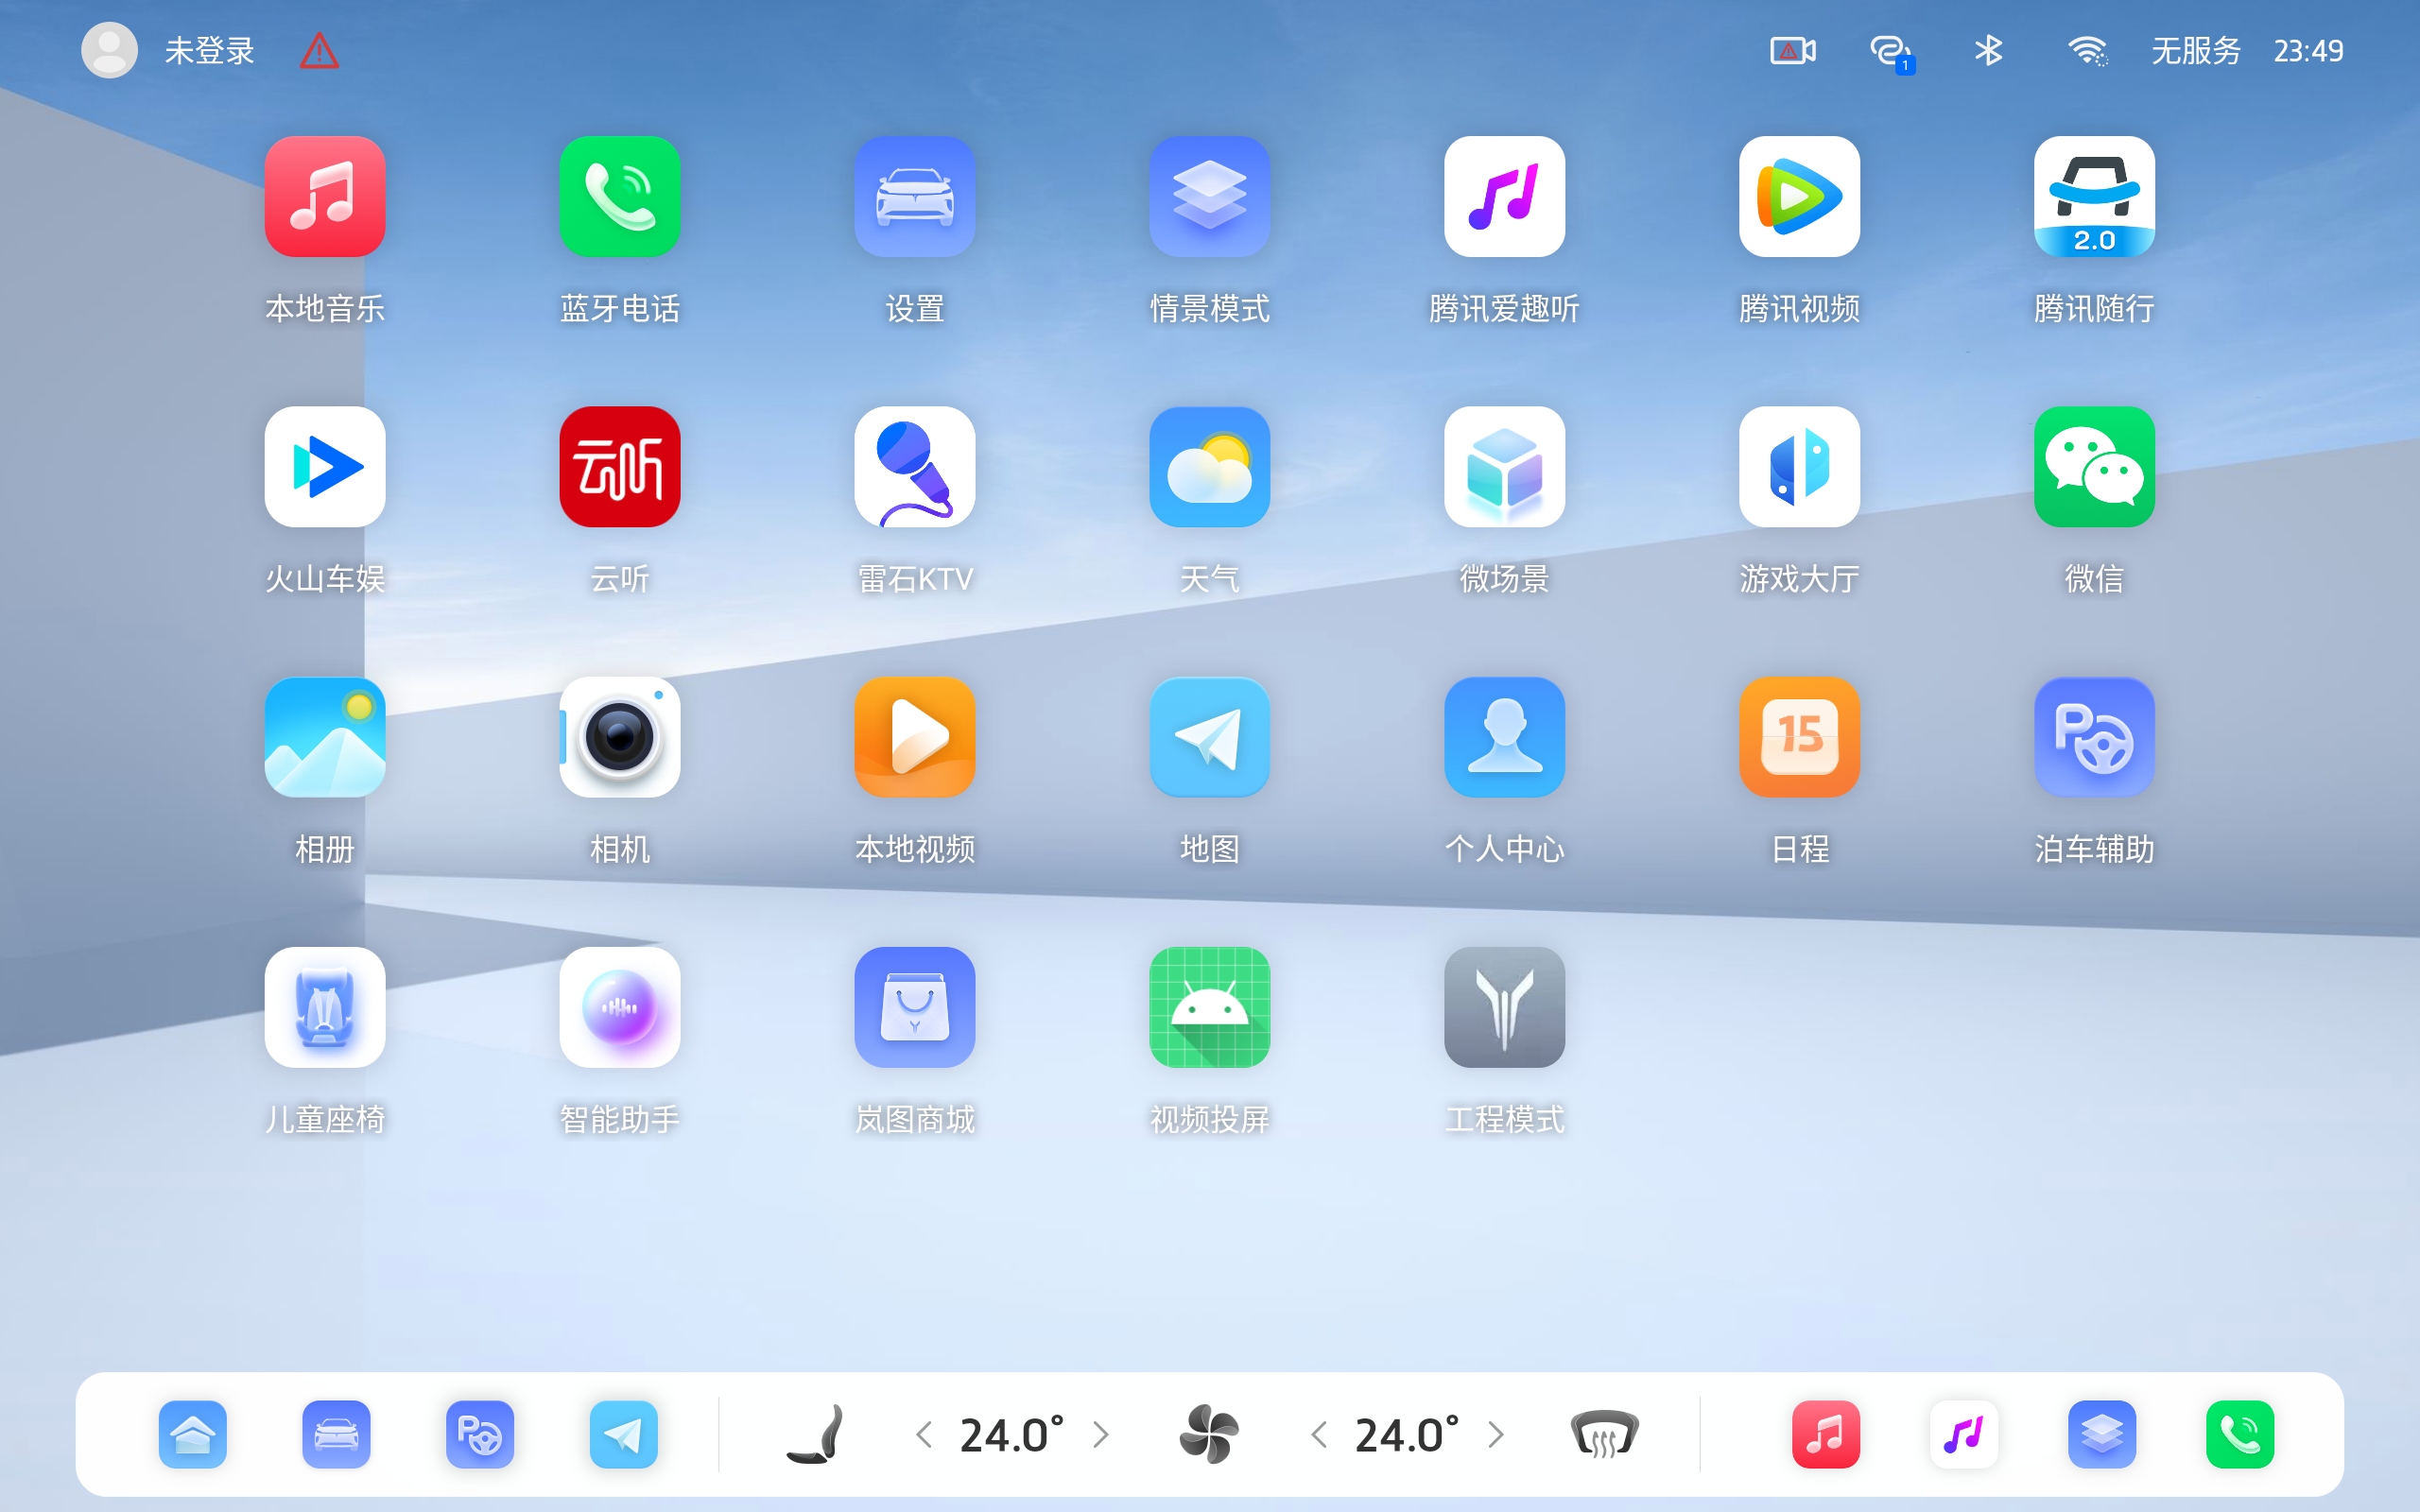 未登录
1
无服务 23:49
2.0
本地音乐 蓝牙电话 设置 情景模式 腾讯爱趣听 腾讯视频 腾讯随行
云听
火山车娱 云听 雷石KTV 天气 微场景 游戏大厅 微信
15
P
相册 相机 本地视频 地图 个人中心 日程 泊车辅助
儿童座椅 智能助手 岚图商城 视频投屏 工程模式
P
24.0° 24.0°